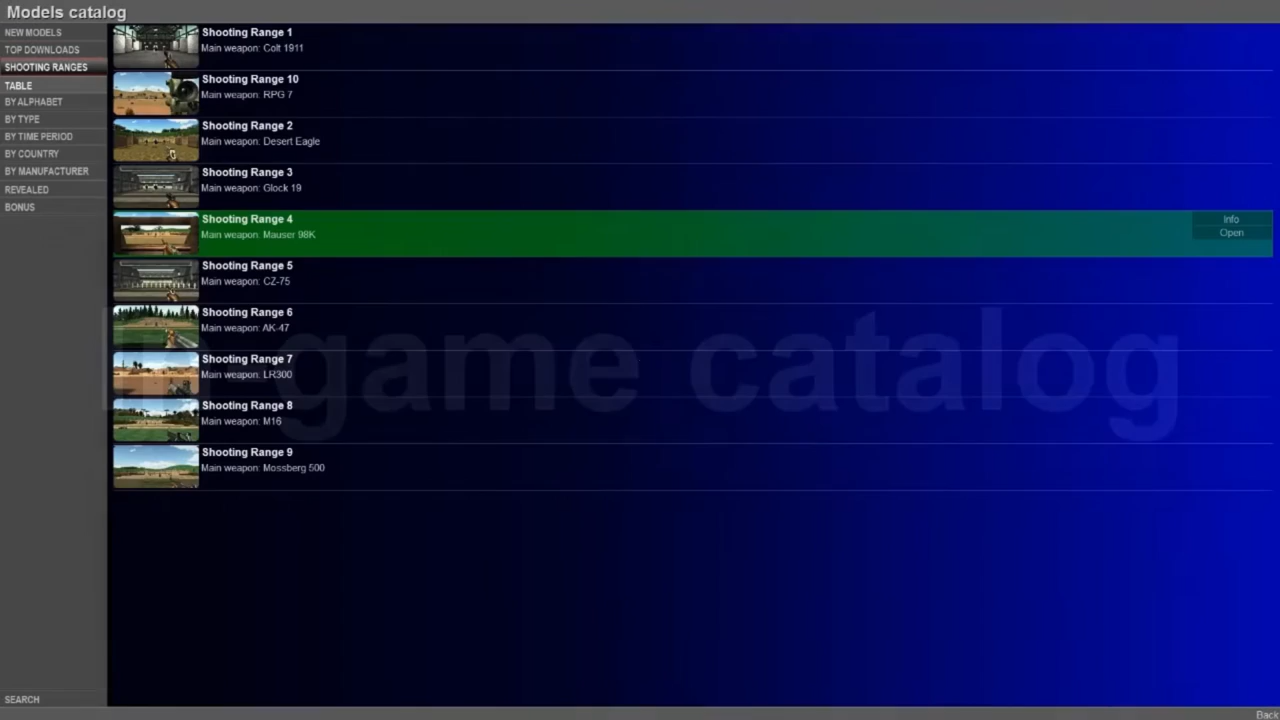 Models catalog
NEW MODELS
TOP DOWNLOADS
SHOOTING RANGES
TABLE
BY ALPHABET
BY TYPE
BY TIME PERIOD
BY COUNTRY
BY MANUFACTURER
REVEALED
BONUS
SEARCH
Shooting Range 1
Main weapon: Colt 1911
Shooting Range 10
Main weapon: RPG 7
Shooting Range 2
Main weapon: Desert Eagle
Shooting Range 3
Main weapon: Glock 19
Shooting Range 4
Main weapon: Mauser 98K
Info
Open
Shooting Range 5
Main weapon: CZ-75
Shooting Range 6
Main weapon: AK-47
Shooting Range 7
Main weapon: LR300
Shooting Range 8
Main weapon: M16
Shooting Range 9
Main weapon: Mossberg 500
In-game catalog
Back